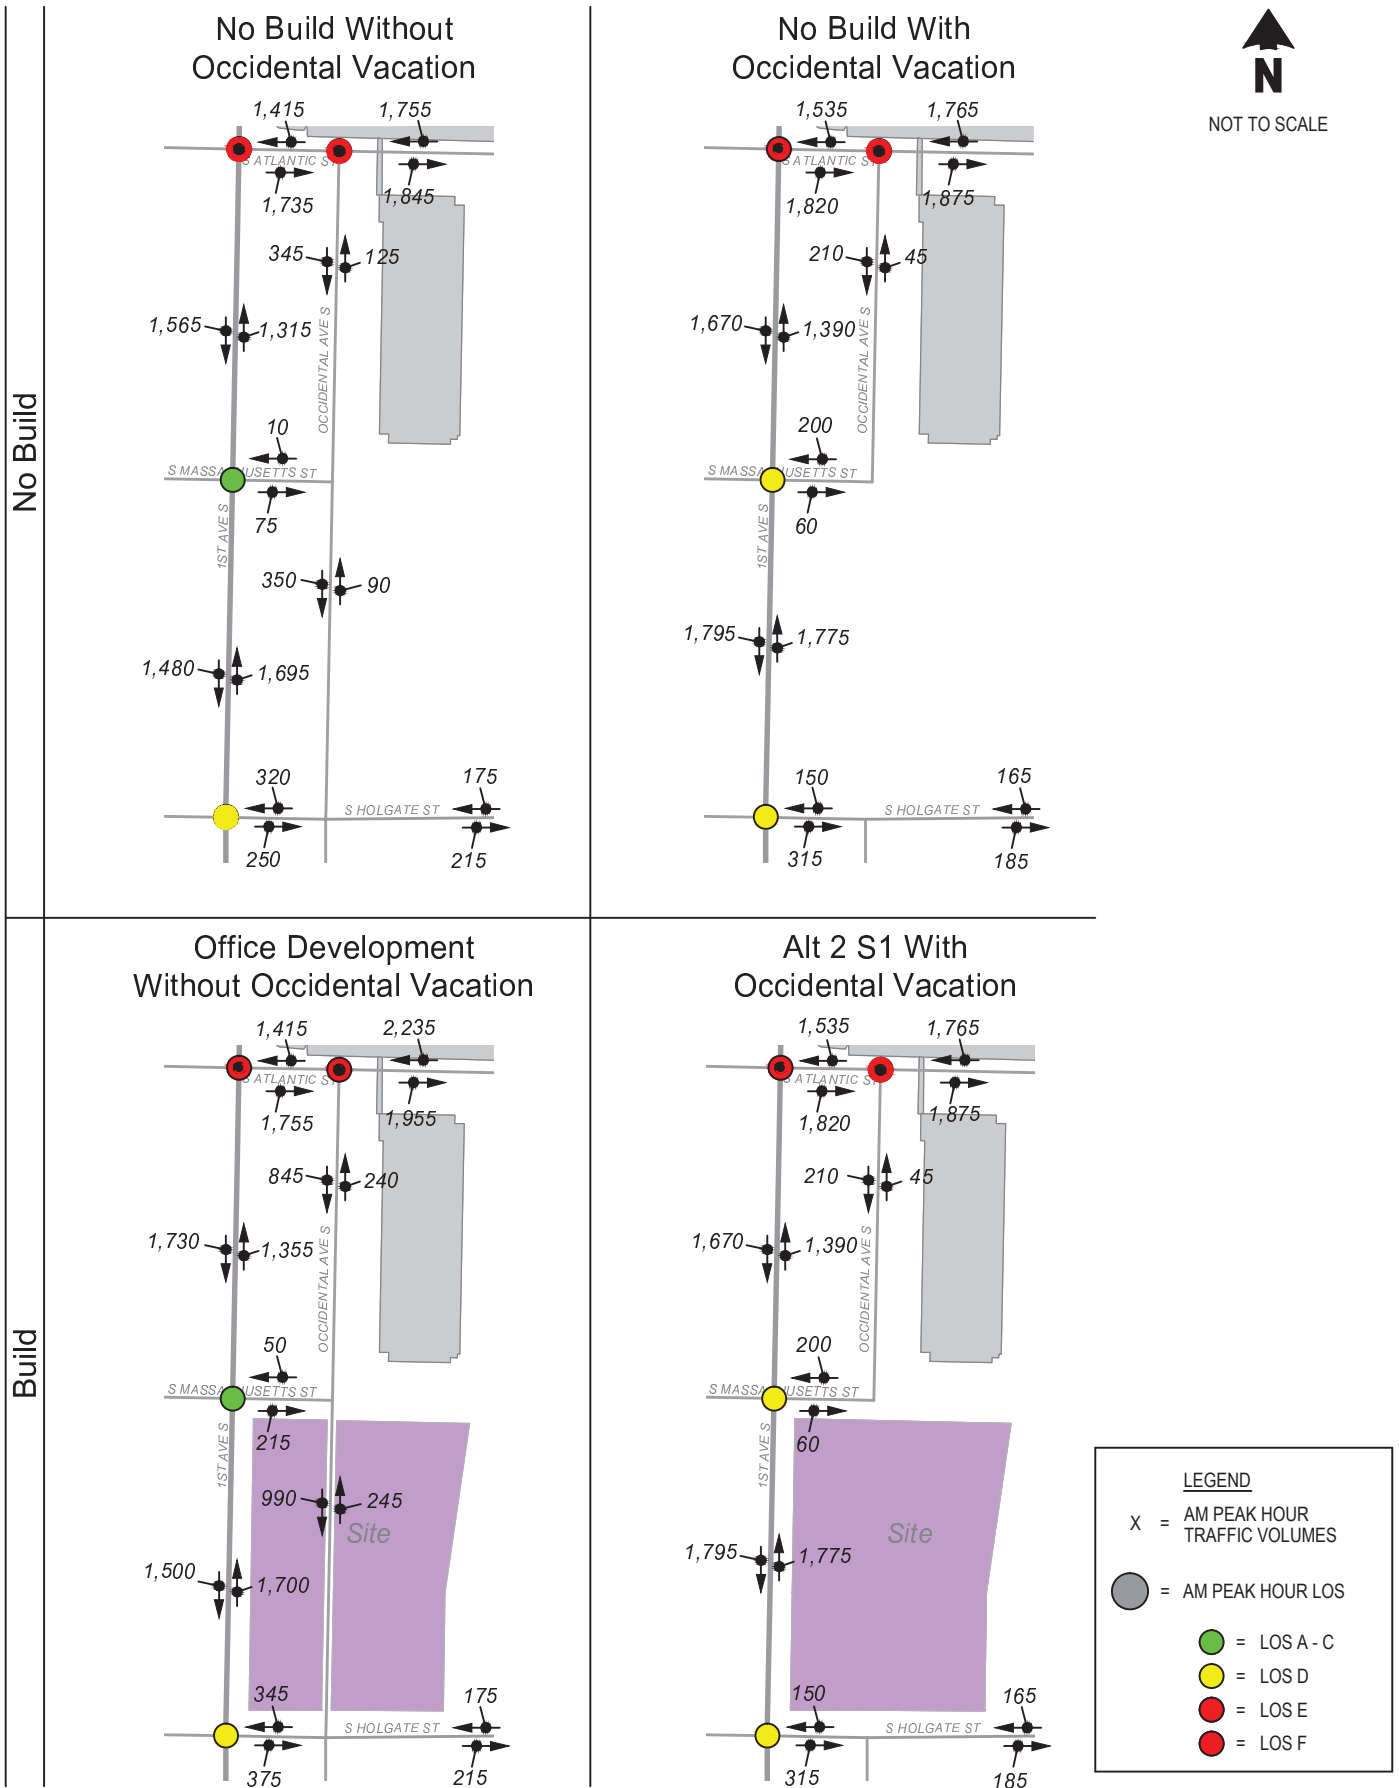 No Build Without
Occidental Vacation
1,415
1,755
S ATLANTIC ST
1,735
1,845
345
125
1,565
1,315
OCCIDENTAL AVE S
10
S MASSACHUSETTS ST
75
1ST AVE S
350
90
1,480
1,695
320
175
S HOLGATE ST
250
215
No Build With
Occidental Vacation
1,535
1,765
S ATLANTIC ST
1,820
1,875
210
45
1,670
1,390
OCCIDENTAL AVE S
200
S MASSACHUSETTS ST
60
1ST AVE S
1,795
1,775
150
165
S HOLGATE ST
315
185
N
NOT TO SCALE
No Build
Office Development
Without Occidental Vacation
1,415
2,235
S ATLANTIC ST
1,755
1,955
845
240
1,730
1,355
OCCIDENTAL AVE S
50
S MASSACHUSETTS ST
215
1ST AVE S
990
245
Site
1,500
1,700
345
175
S HOLGATE ST
375
215
Alt 2 S1 With
Occidental Vacation
1,535
1,765
S ATLANTIC ST
1,820
1,875
210
45
1,670
1,390
OCCIDENTAL AVE S
200
S MASSACHUSETTS ST
60
1ST AVE S
Site
1,795
1,775
150
165
S HOLGATE ST
315
185
Build
LEGEND
X = AM PEAK HOUR
TRAFFIC VOLUMES
= AM PEAK HOUR LOS
= LOS A - C
= LOS D
= LOS E
= LOS F